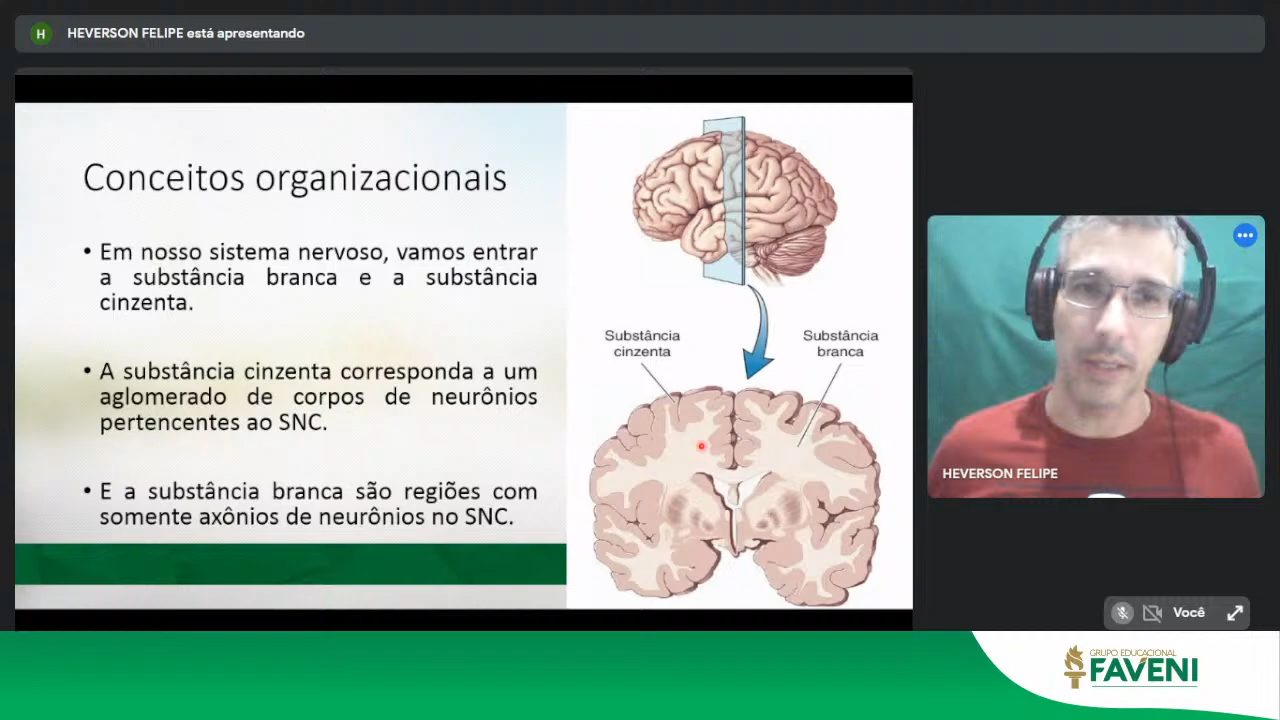 H
HEVERSON FELIPE está apresentando
Conceitos organizacionais
• Em nosso sistema nervoso, vamos entrar
a substância branca e a substância
cinzenta.
• A substância cinzenta corresponda a um
aglomerado de corpos de neurônios
pertencentes ao SNC.
• E a substância branca são regiões com
somente axônios de neurônios no SNC.
Substância
cinzenta
Substância
branca
HEVERSON FELIPE
Você
GRUPO EDUCACIONAL
FAVENI